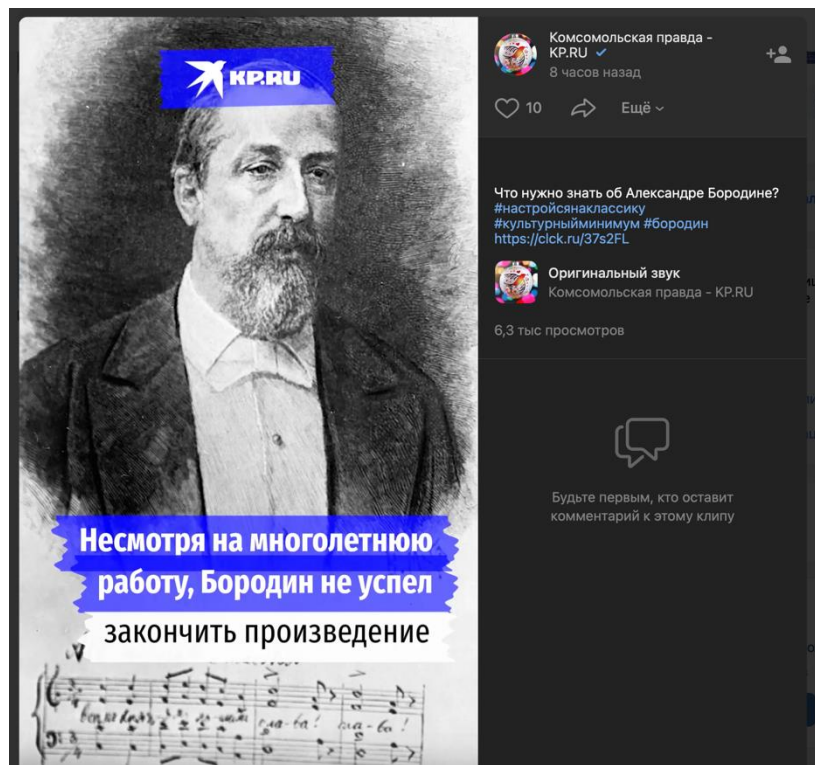 KP.RU
Несмотря на многолетнюю
работу, Бородин не успел
закончить произведение
сла-ва! сла-ва!
Комсомольская правда -
KP.RU
8 часов назад
10
Ещё
Что нужно знать об Александре Бородине?
#настройсянаклассику
#культурныйминимум #бородин
https://clck.ru/37s2FL
Оригинальный звук
Комсомольская правда - KP.RU
6,3 тыс просмотров
Будьте первым, кто оставит
комментарий к этому клипу